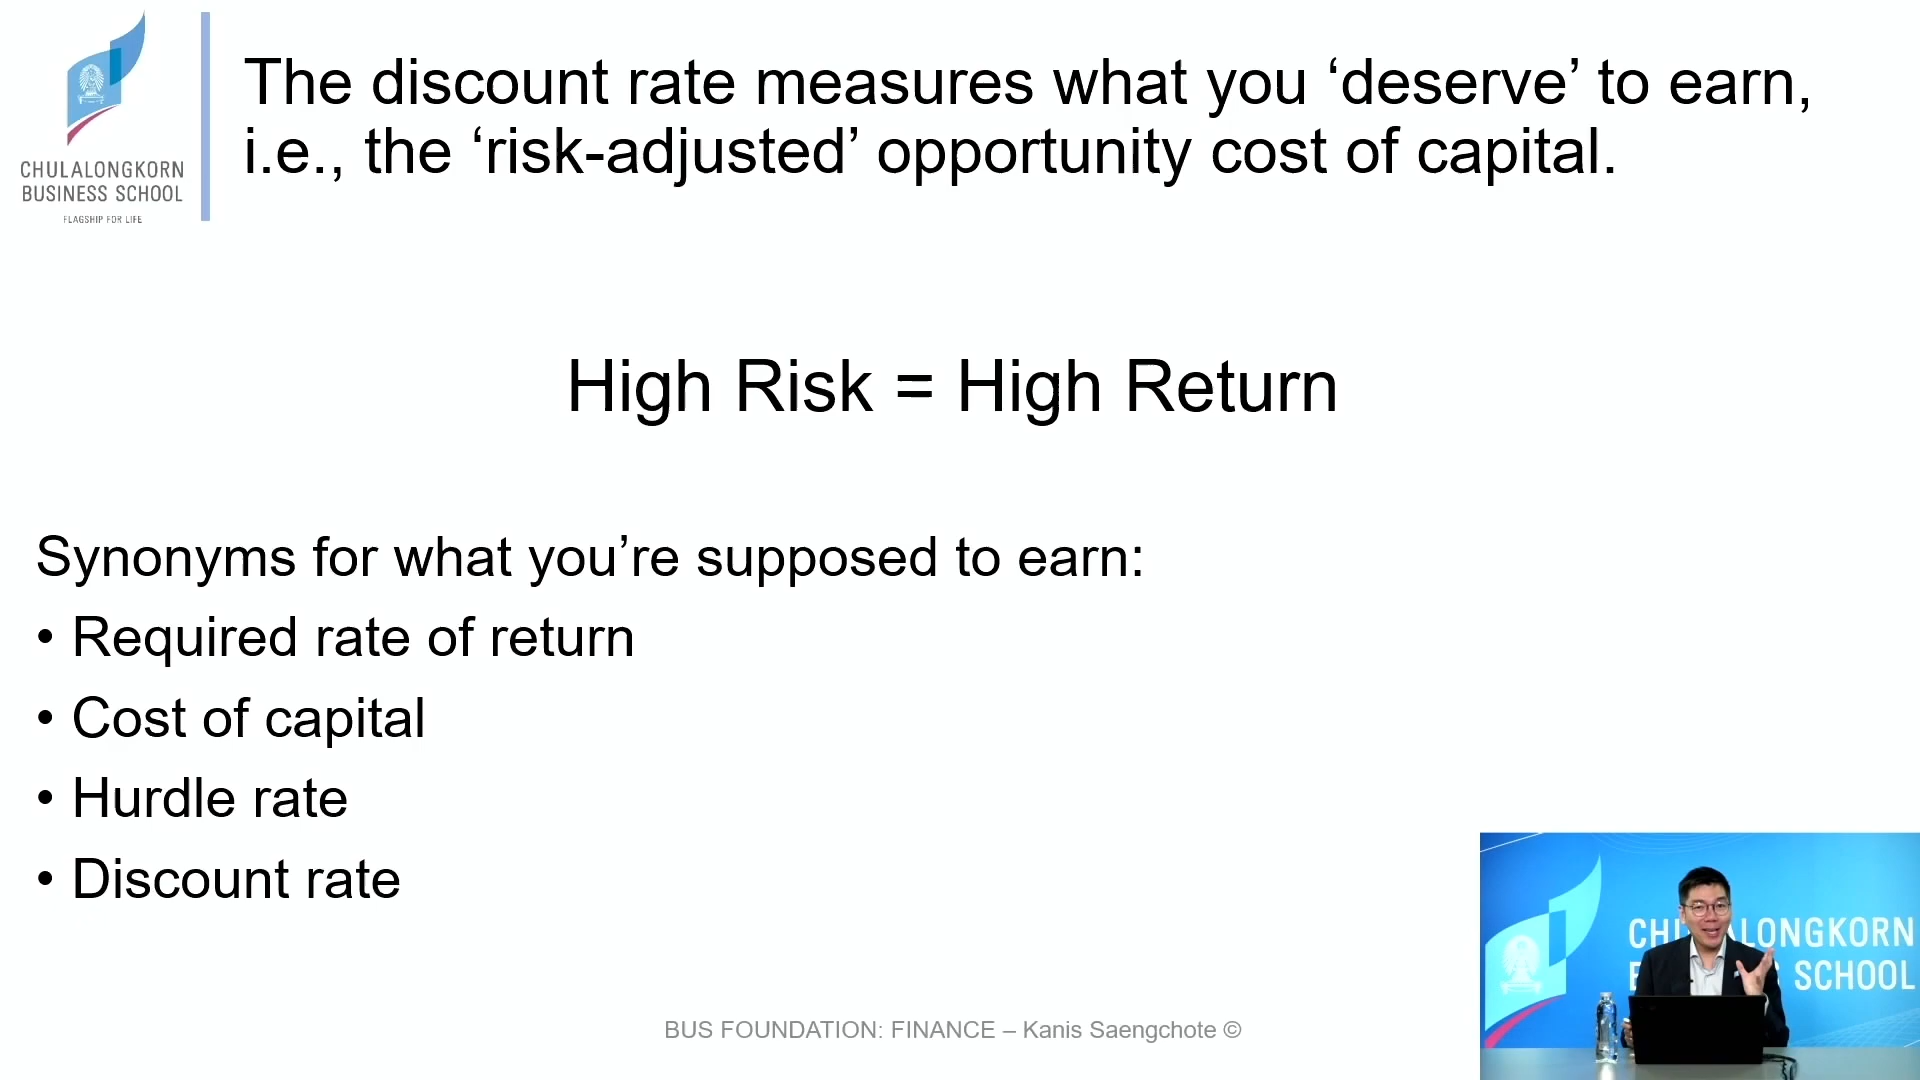 CHULALONGKORN
BUSINESS SCHOOL
FLAGSHIP FOR LIFE
The discount rate measures what you ‘deserve’ to earn,
i.e., the ‘risk-adjusted’ opportunity cost of capital.
High Risk = High Return
Synonyms for what you’re supposed to earn:
• Required rate of return
• Cost of capital
• Hurdle rate
• Discount rate
BUS FOUNDATION: FINANCE – Kanis Saengchote ©
CHULALONGKORN
SCHOOL